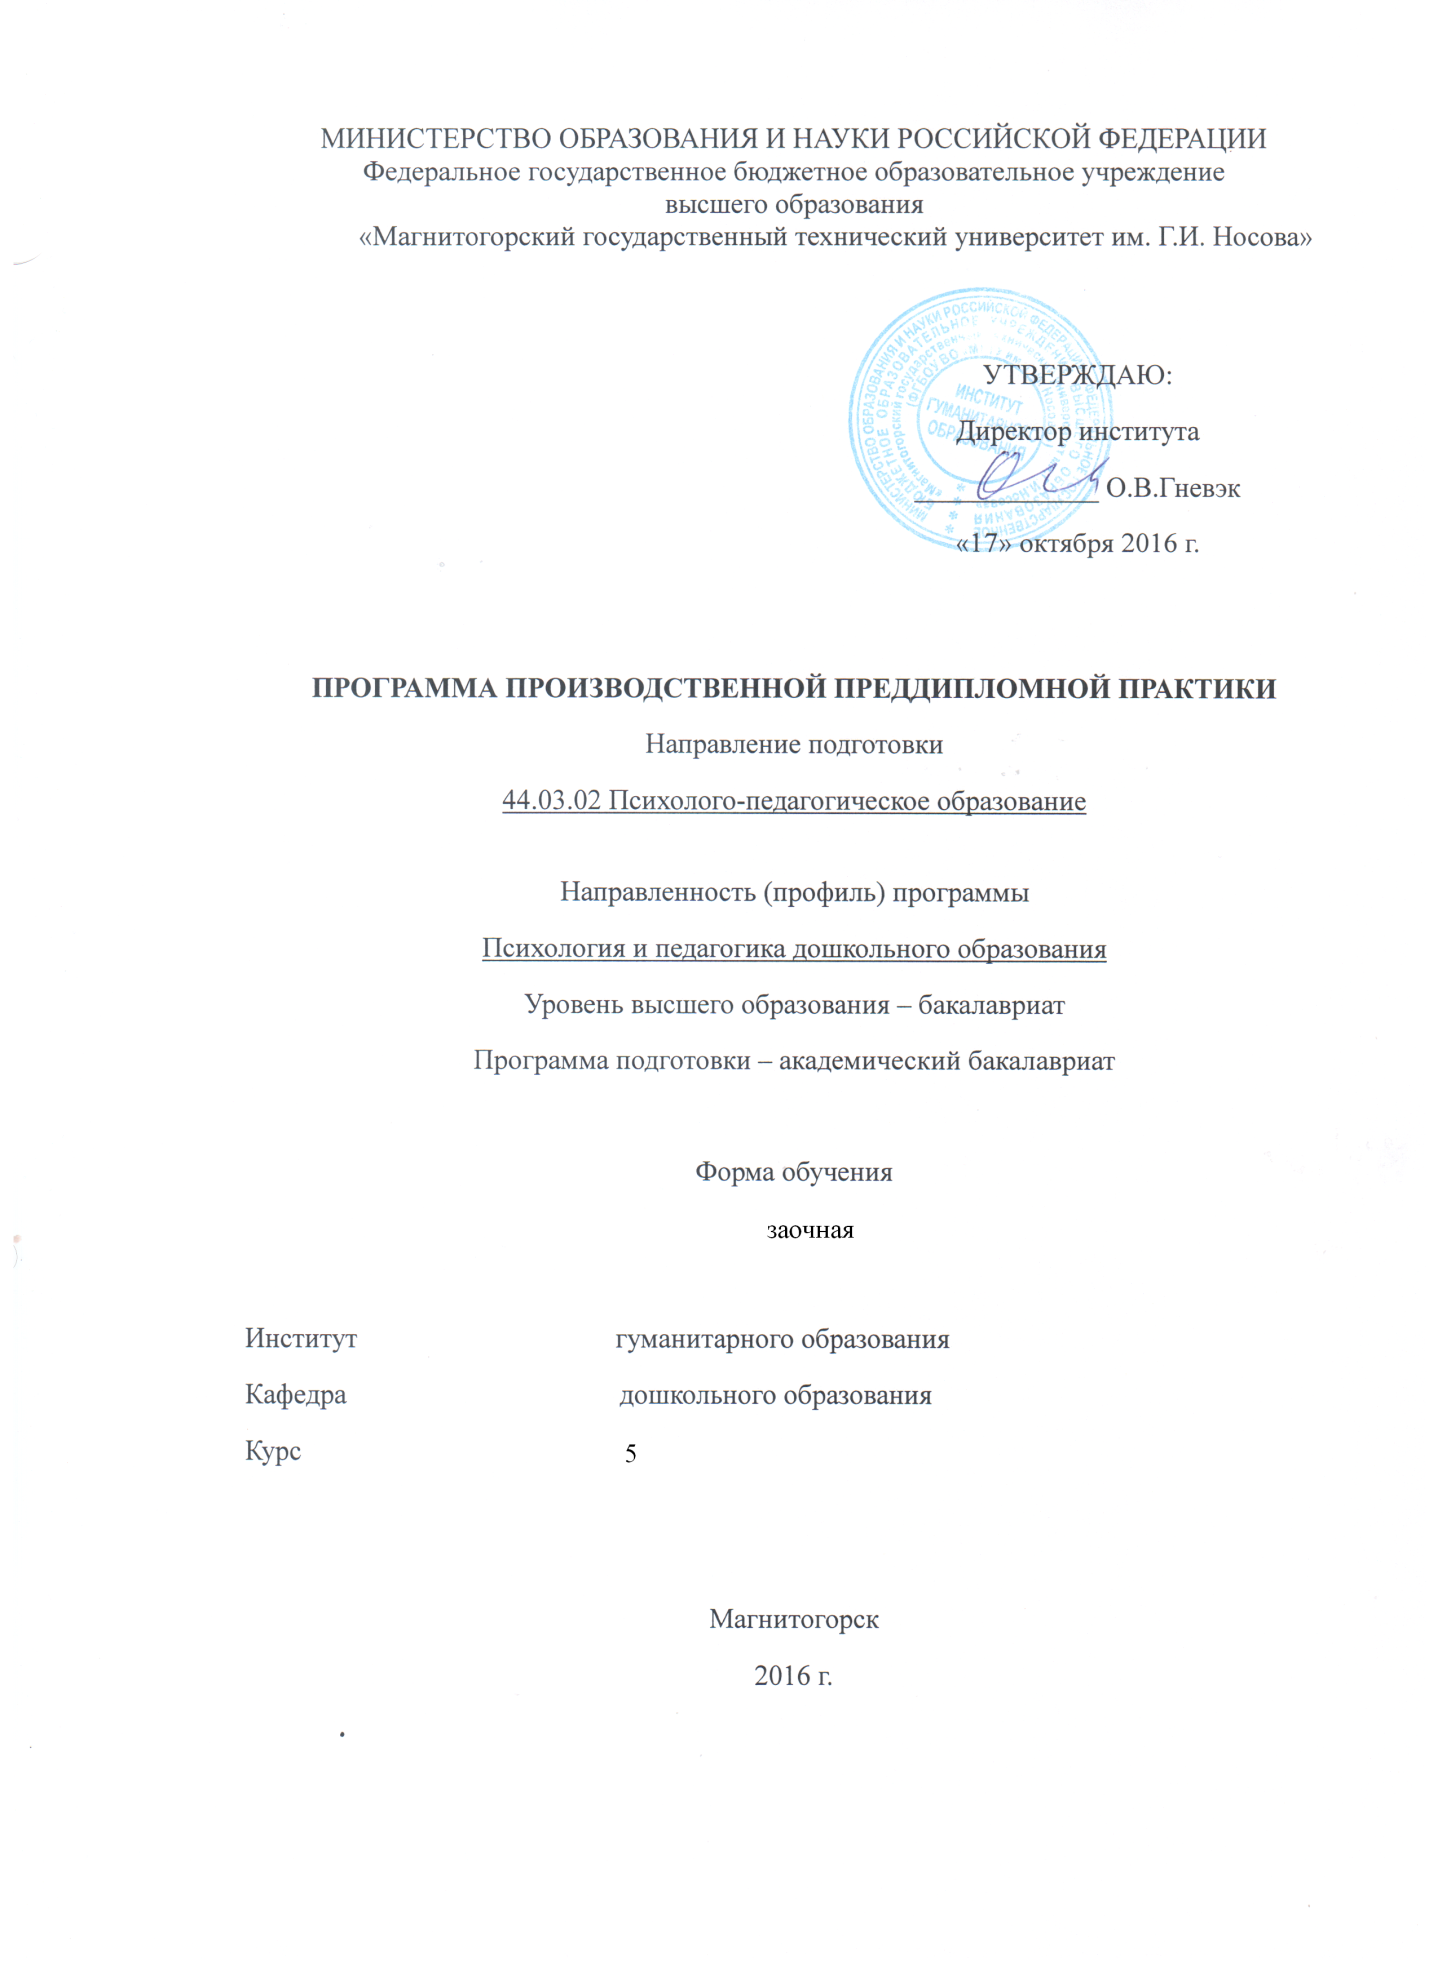 МИНИСТЕРСТВО ОБРАЗОВАНИЯ И НАУКИ РОССИЙСКОЙ ФЕДЕРАЦИИ
Федеральное государственное бюджетное образовательное учреждение
высшего образования
«Магнитогорский государственный технический университет им. Г.И. Носова»
УТВЕРЖДАЮ:
ИНСТИТУТ
ГУМАНИТАРНОГО
ОБРАЗОВАНИЯ
Директор института
О.В.Гневэк
«17» октября 2016 г.
ПРОГРАММА ПРОИЗВОДСТВЕННОЙ ПРЕДДИПЛОМНОЙ ПРАКТИКИ
Направление подготовки
44.03.02 Психолого-педагогическое образование
Направленность (профиль) программы
Психология и педагогика дошкольного образования
Уровень высшего образования – бакалавриат
Программа подготовки – академический бакалавриат
Форма обучения
заочная
Институт гуманитарного образования
Кафедра дошкольного образования
Курс 5
Магнитогорск
2016 г.